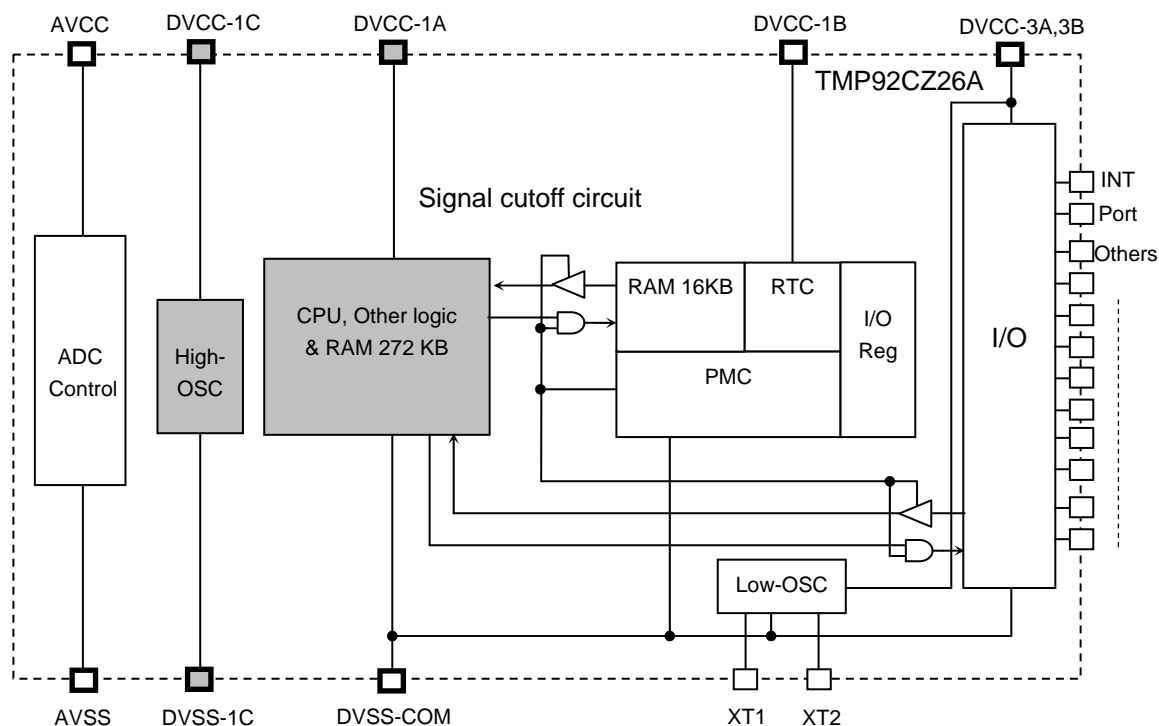 AVCC
DVCC-1C
DVCC-1A
DVCC-1B
DVCC-3A,3B
TMP92CZ26A
Signal cutoff circuit
INT
Port
Others
ADC
Control
High-
OSC
CPU, Other logic
& RAM 272 KB
RAM 16KB
RTC
I/O
Reg
PMC
I/O
Low-OSC
AVSS
DVSS-1C
DVSS-COM
XT1
XT2